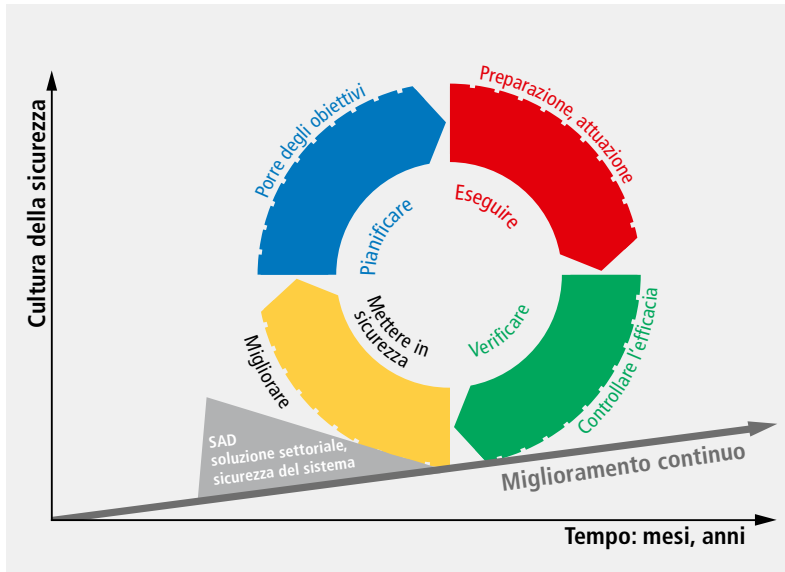 Cultura della sicurezza
Porre degli obiettivi
Pianificare
Preparazione, attuazione
Eseguire
Verificare
Controllare l'efficacia
Mettere in
sicurezza
Migliorare
SAD
soluzione settoriale,
sicurezza del sistema
Miglioramento continuo
Tempo: mesi, anni